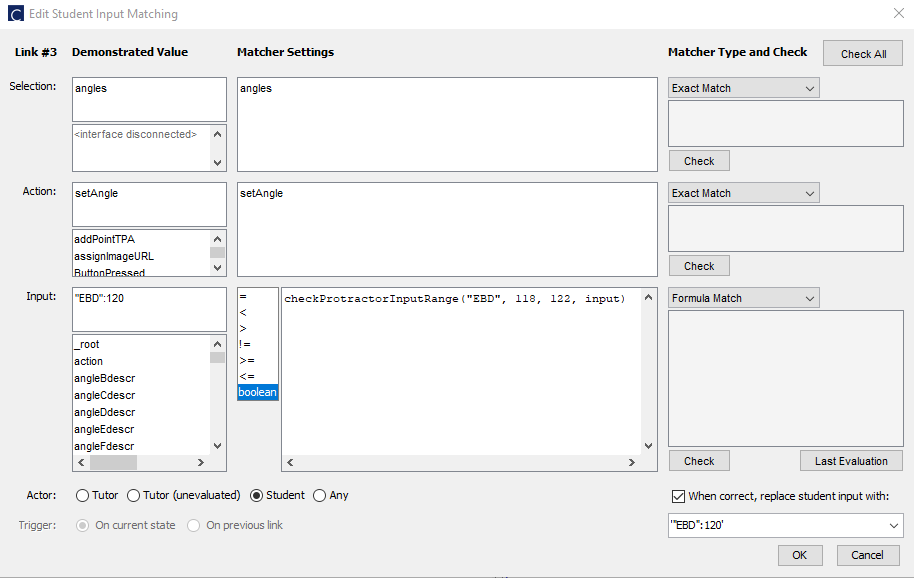 Edit Student Input Matching
Link #3 Demonstrated Value Matcher Settings Matcher Type and Check Check All
Selection: angles angles Exact Match
<interface disconnected>
Check
Action: setAngle setAngle Exact Match
addPointTPA
assignImageURL
ButtonPressed
Check
Input: "EBD":120 = checkProtractorInputRange("EBD", 118, 122, input) Formula Match
<
>
!=
>=
<=
boolean
_root
action
angleBdescr
angleCdescr
angleDdescr
angleEdescr
angleFdescr
Check Last Evaluation
Actor: Tutor Tutor (unevaluated) Student Any When correct, replace student input with:
Trigger: On current state On previous link '"EBD":120'
OK Cancel